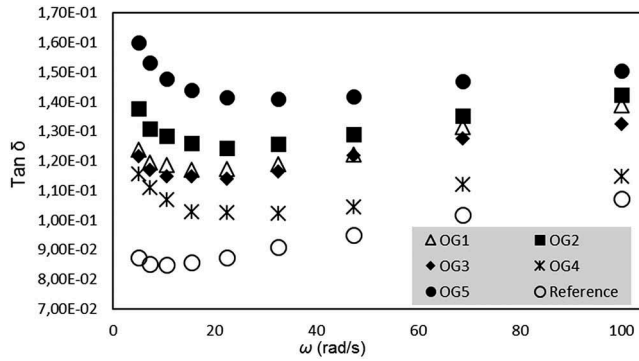 1,70E-01
1,60E-01
1,50E-01
1,40E-01
1,30E-01
1,20E-01
1,10E-01
1,00E-01
9,00E-02
8,00E-02
7,00E-02
Tan δ
0 20 40 60 80 100
ω (rad/s)
OG1 OG2
OG3 OG4
OG5 Reference